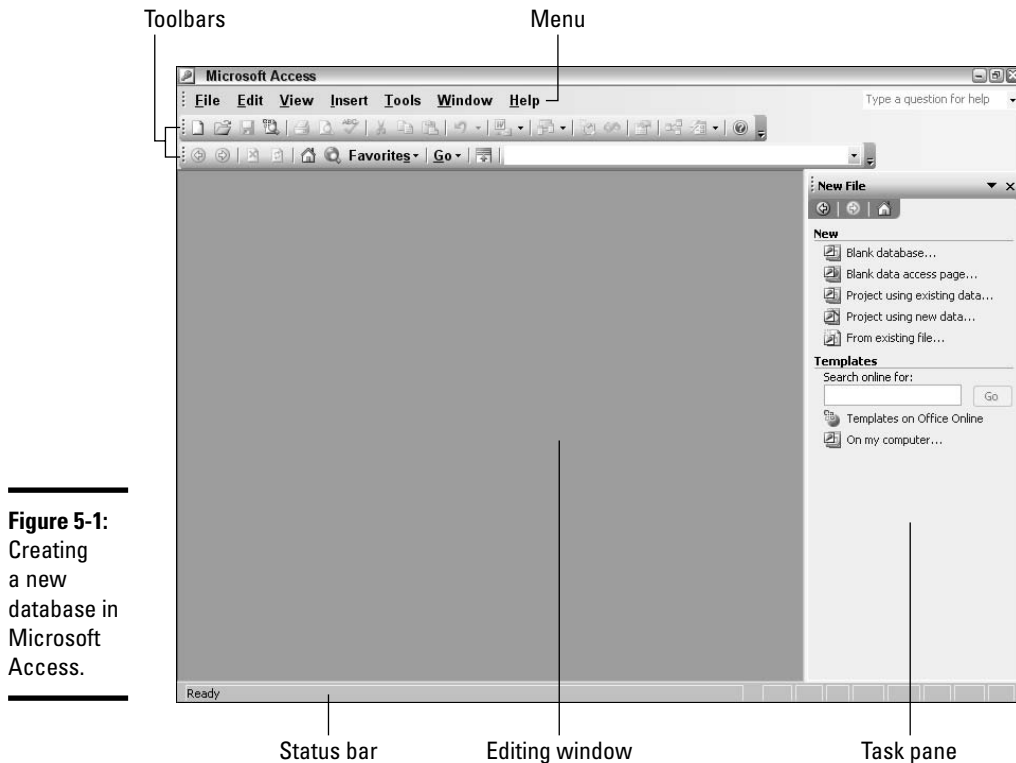 Toolbars
Menu
Microsoft Access
File Edit View Insert Tools Window Help
Type a question for help
Favorites Go
New File
New
Blank database...
Blank data access page...
Project using existing data...
Project using new data...
From existing file...
Templates
Search online for:
Go
Templates on Office Online
On my computer...
Figure 5-1:
Creating
a new
database in
Microsoft
Access.
Ready
Status bar
Editing window
Task pane